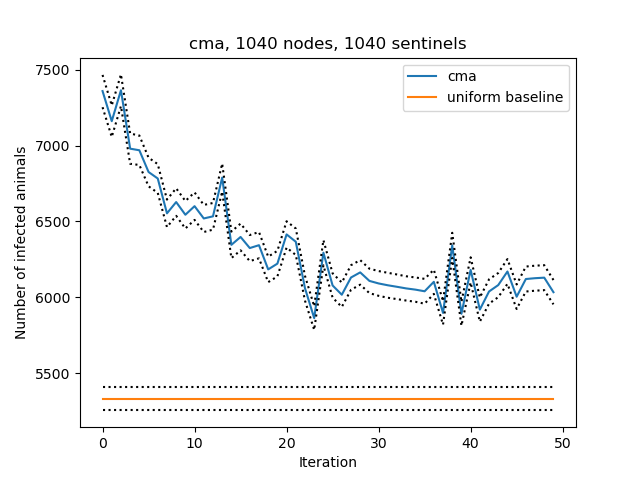 cma, 1040 nodes, 1040 sentinels
cma
uniform baseline
Number of infected animals
7500
7000
6500
6000
5500
0 10 20 30 40 50
Iteration